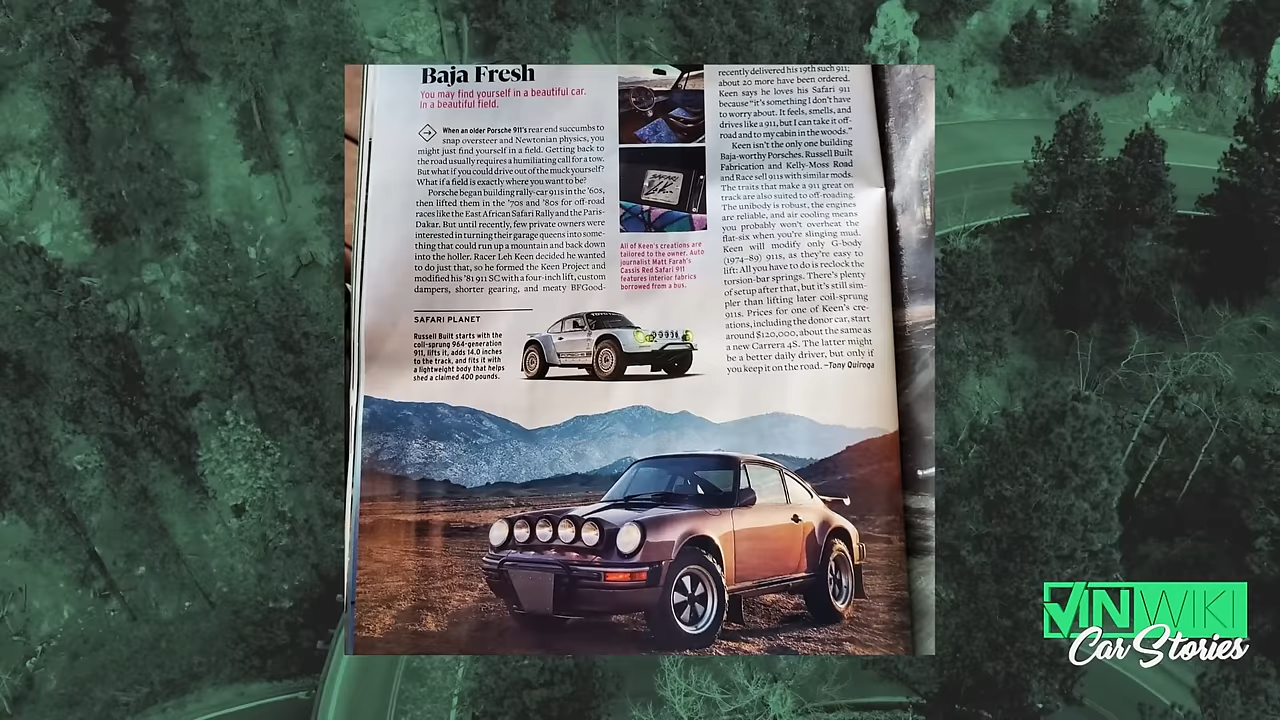 Baja Fresh
You may find yourself in a beautiful car.
In a beautiful field.
When an older Porsche 911's rear end succumbs to
snap oversteer and Newtonian physics, you
might just find yourself in a field. Getting back to
the road usually requires a humiliating call for a tow.
But what if you could drive out of the muck yourself?
What if a field is exactly where you want to be?
Porsche began building rally-car 911s in the '60s,
then lifted them in the '70s and '80s for off-road
races like the East African Safari Rally and the Paris-
Dakar. But until recently, few private owners were
interested in turning their garage queens into some-
thing that could run up a mountain and back down
into the holler. Racer Leh Keen decided he wanted
to do just that, so he formed the Keen Project and
modified his '81 911 SC with a four-inch lift, custom
dampers, shorter gearing, and meaty BFGood-
SAFARI
All of Keen's creations are
tailored to the owner. Auto
journalist Matt Farah's
Cassis Red Safari 911
features interior fabrics
borrowed from a bus.
recently delivered his 19th such 911;
about 20 more have been ordered.
Keen says he loves his Safari 911
because "it's something I don't have
to worry about. It feels, smells, and
drives like a 911, but I can take it off-
road and to my cabin in the woods."
Keen isn't the only one building
Baja-worthy Porsches. Russell Built
Fabrication and Kelly-Moss Road
and Race sell 911s with similar mods.
The traits that make a 911 great on
track are also suited to off-roading.
The unibody is robust, the engines
are reliable, and air cooling means
you probably won't overheat the
flat-six when you're slinging mud.
Keen will modify only G-body
(1974–89) 911s, as they're easy to
lift: All you have to do is reclock the
torsion-bar springs. There's plenty
of setup after that, but it's still sim-
pler than lifting later coil-sprung
911s. Prices for one of Keen's cre-
ations, including the donor car, start
around $120,000, about the same as
a new Carrera 4S. The latter might
be a better daily driver, but only if
you keep it on the road. —Tony Quiroga
SAFARI PLANET
Russell Built starts with the
coil-sprung 964-generation
911, lifts it, adds 14.0 inches
to the track, and fits it with
a lightweight body that helps
shed a claimed 400 pounds.
VINWIKI
Car Stories